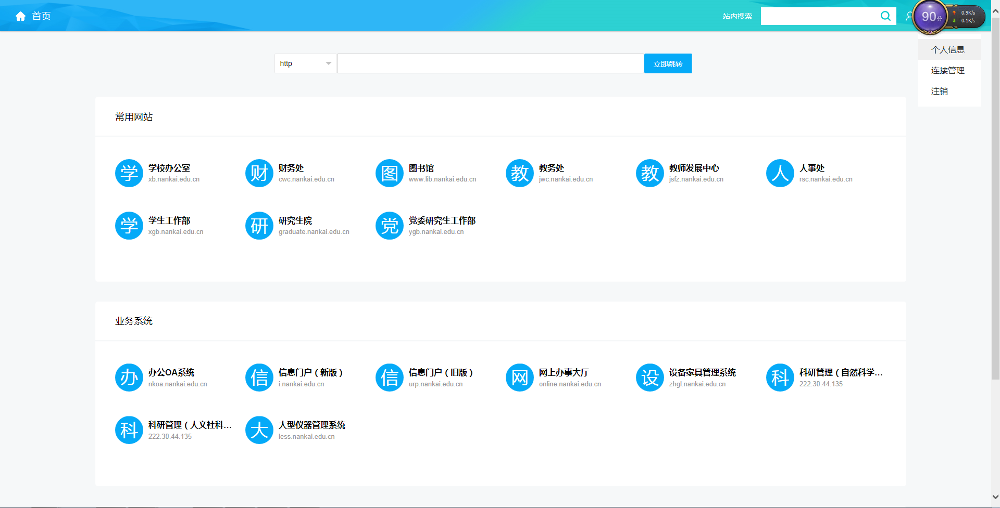 首页
站内搜索
90分
0.9K/s
0.1K/s
个人信息
连接管理
注销
http
立即跳转
常用网站
学 学校办公室
xb.nankai.edu.cn
财 财务处
cwc.nankai.edu.cn
图 图书馆
www.lib.nankai.edu.cn
教 教务处
jwc.nankai.edu.cn
教 教师发展中心
jsfz.nankai.edu.cn
人 人事处
rsc.nankai.edu.cn
学 学生工作部
xgb.nankai.edu.cn
研 研究生院
graduate.nankai.edu.cn
党 党委研究生工作部
ygb.nankai.edu.cn
业务系统
办 办公OA系统
nkoa.nankai.edu.cn
信 信息门户（新版）
i.nankai.edu.cn
信 信息门户（旧版）
urp.nankai.edu.cn
网 网上办事大厅
online.nankai.edu.cn
设 设备家具管理系统
zhgl.nankai.edu.cn
科 科研管理（自然科学...
222.30.44.135
科 科研管理（人文社科...
222.30.44.135
大 大型仪器管理系统
less.nankai.edu.cn